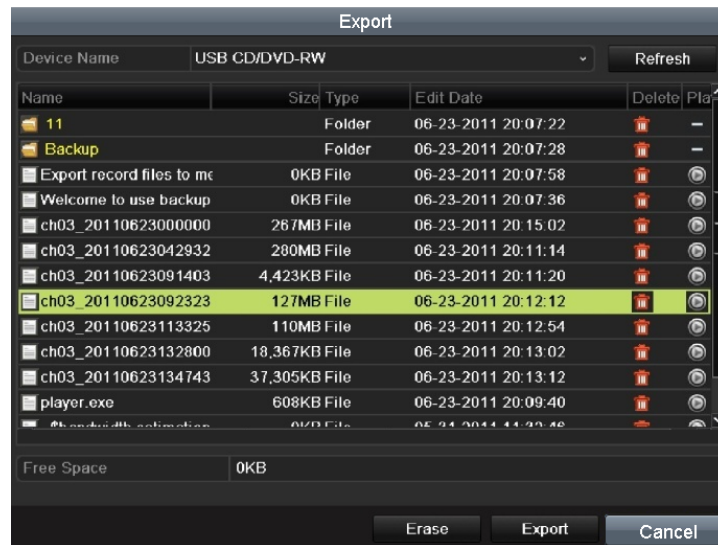 Export
Device Name USB CD/DVD-RW Refresh
Name Size Type Edit Date Delete Pla
11 Folder 06-23-2011 20:07:22 –
Backup Folder 06-23-2011 20:07:28 –
Export record files to me 0KB File 06-23-2011 20:07:58
Welcome to use backup 0KB File 06-23-2011 20:07:36
ch03_20110623000000 267MB File 06-23-2011 20:15:02
ch03_20110623042932 280MB File 06-23-2011 20:11:14
ch03_20110623091403 4,423KB File 06-23-2011 20:11:20
ch03_20110623092323 127MB File 06-23-2011 20:12:12
ch03_20110623113325 110MB File 06-23-2011 20:12:54
ch03_20110623132800 18,367KB File 06-23-2011 20:13:02
ch03_20110623134743 37,305KB File 06-23-2011 20:13:12
player.exe 608KB File 06-23-2011 20:09:40
Free Space 0KB
Erase Export Cancel